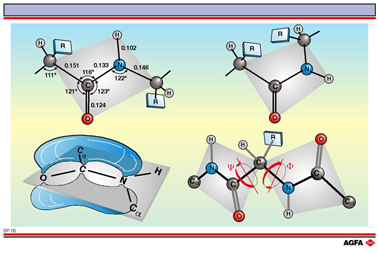 H
R
H
0.102
0.151
0.133
N
0.146
111°
C
116°
122°
121°
123°
H
R
0.124
O
H
R
H
N
H
C
O
C
α
O
C
N
H
C
α
H
N
C
C
O
Ψ
C
H
R
Φ
N
H
C
O
C
BP.05
AGFA